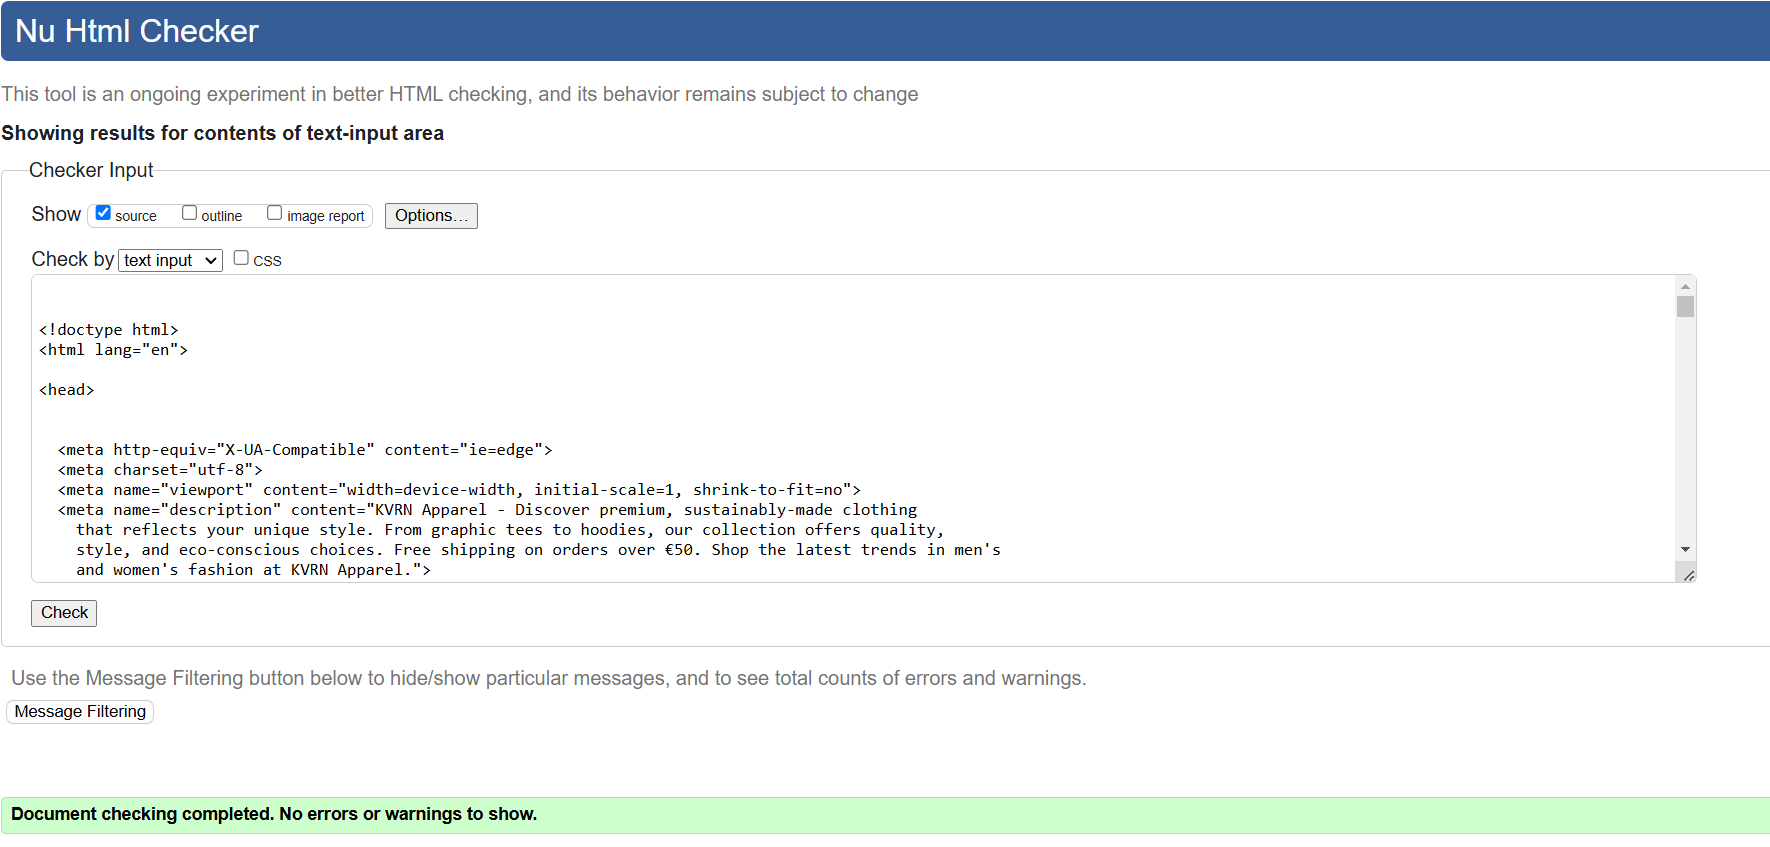 Nu Html Checker
This tool is an ongoing experiment in better HTML checking, and its behavior remains subject to change
Showing results for contents of text-input area
Checker Input
Show source outline image report Options...
Check by text input CSS
<!doctype html>
<html lang="en">
<head>
<meta http-equiv="X-UA-Compatible" content="ie=edge">
<meta charset="utf-8">
<meta name="viewport" content="width=device-width, initial-scale=1, shrink-to-fit=no">
<meta name="description" content="KVRN Apparel - Discover premium, sustainably-made clothing
that reflects your unique style. From graphic tees to hoodies, our collection offers quality,
style, and eco-conscious choices. Free shipping on orders over €50. Shop the latest trends in men's
and women's fashion at KVRN Apparel.">
Check
Use the Message Filtering button below to hide/show particular messages, and to see total counts of errors and warnings.
Message Filtering
Document checking completed. No errors or warnings to show.